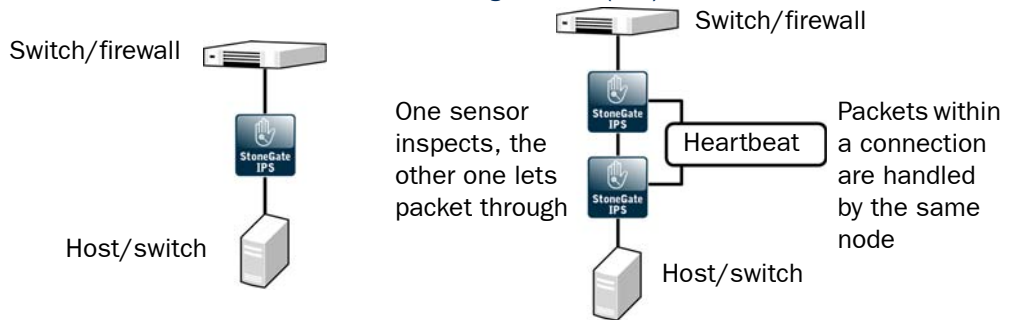 Switch/firewall
StoneGate
IPS
Host/switch
Switch/firewall
One sensor
inspects, the
other one lets
packet through
StoneGate
IPS
StoneGate
IPS
Heartbeat
Packets within
a connection
are handled
by the same
node
Host/switch